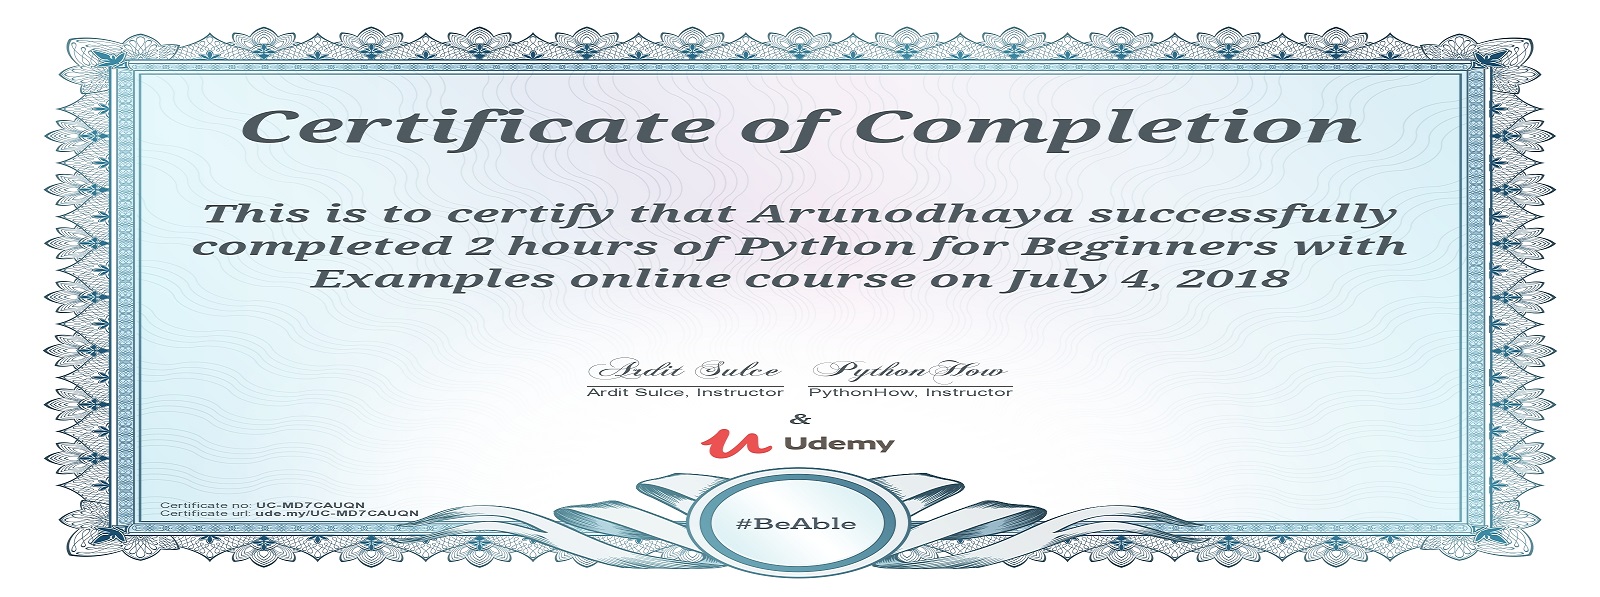 Certificate of Completion
This is to certify that Arunodhaya successfully
completed 2 hours of Python for Beginners with
Examples online course on July 4, 2018
Ardit Sulce PythonHow
Ardit Sulce, Instructor PythonHow, Instructor
&
Udemy
Certificate no: UC-MD7CAUQN
Certificate url: ude.my/UC-MD7CAUQN
#BeAble